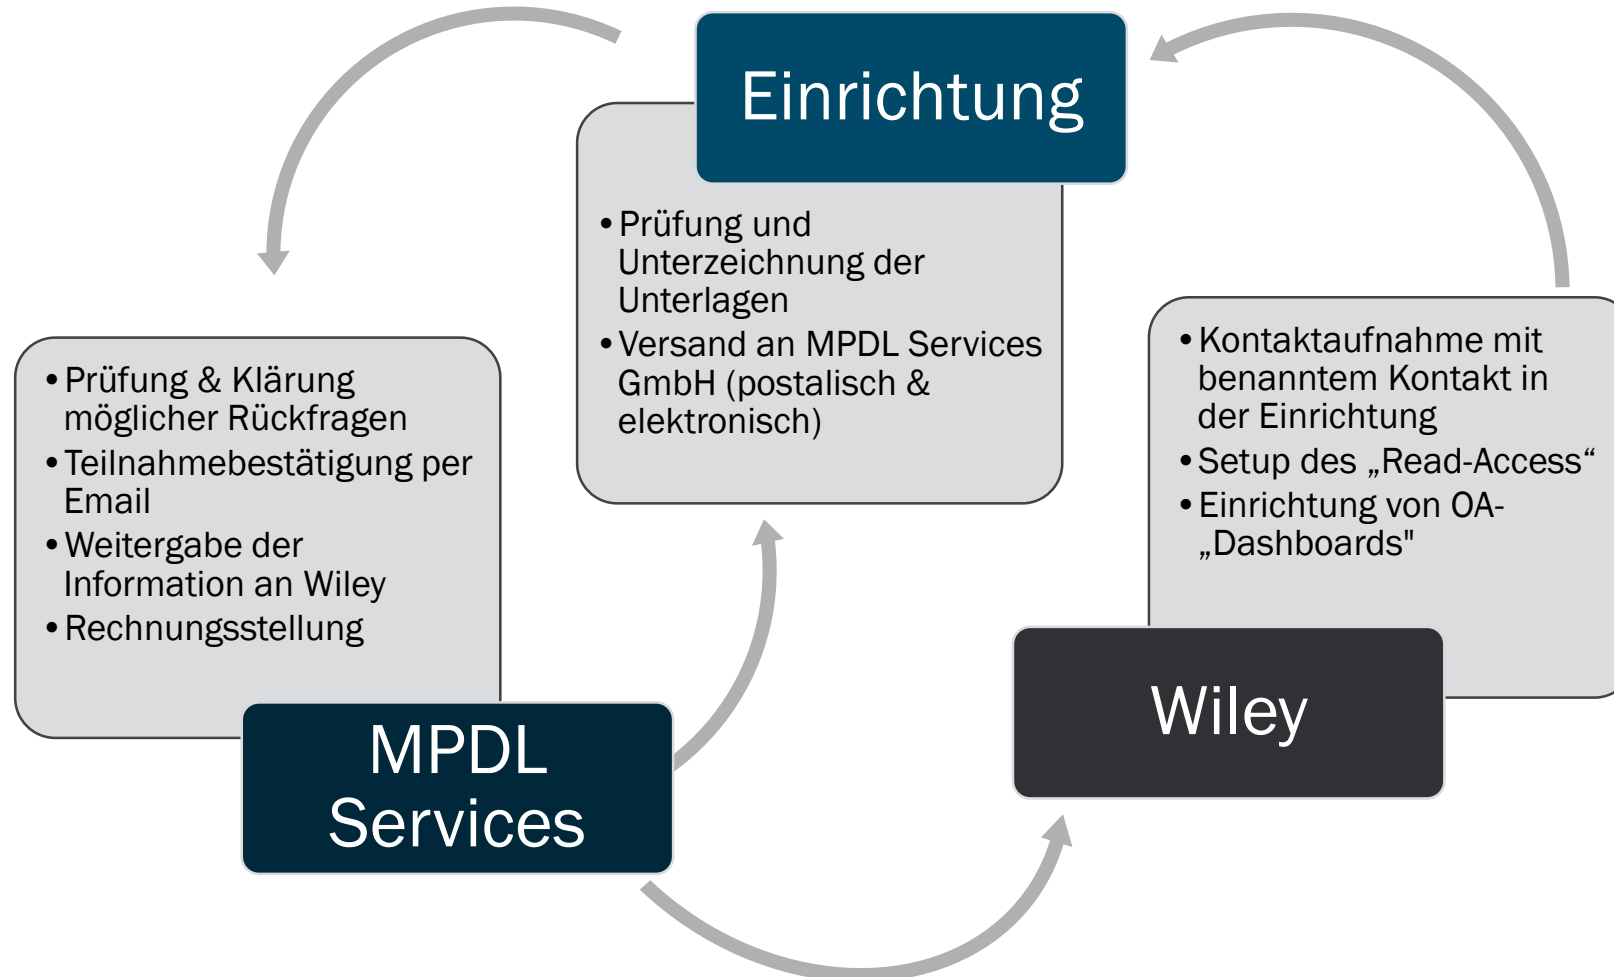 Einrichtung
• Prüfung und
Unterzeichnung der
Unterlagen
• Versand an MPDL Services
GmbH (postalisch &
elektronisch)
• Prüfung & Klärung
möglicher Rückfragen
• Teilnahmebestätigung per
Email
• Weitergabe der
Information an Wiley
• Rechnungsstellung
MPDL
Services
• Kontaktaufnahme mit
benanntem Kontakt in
der Einrichtung
• Setup des „Read-Access“
• Einrichtung von OA-
„Dashboards"
Wiley